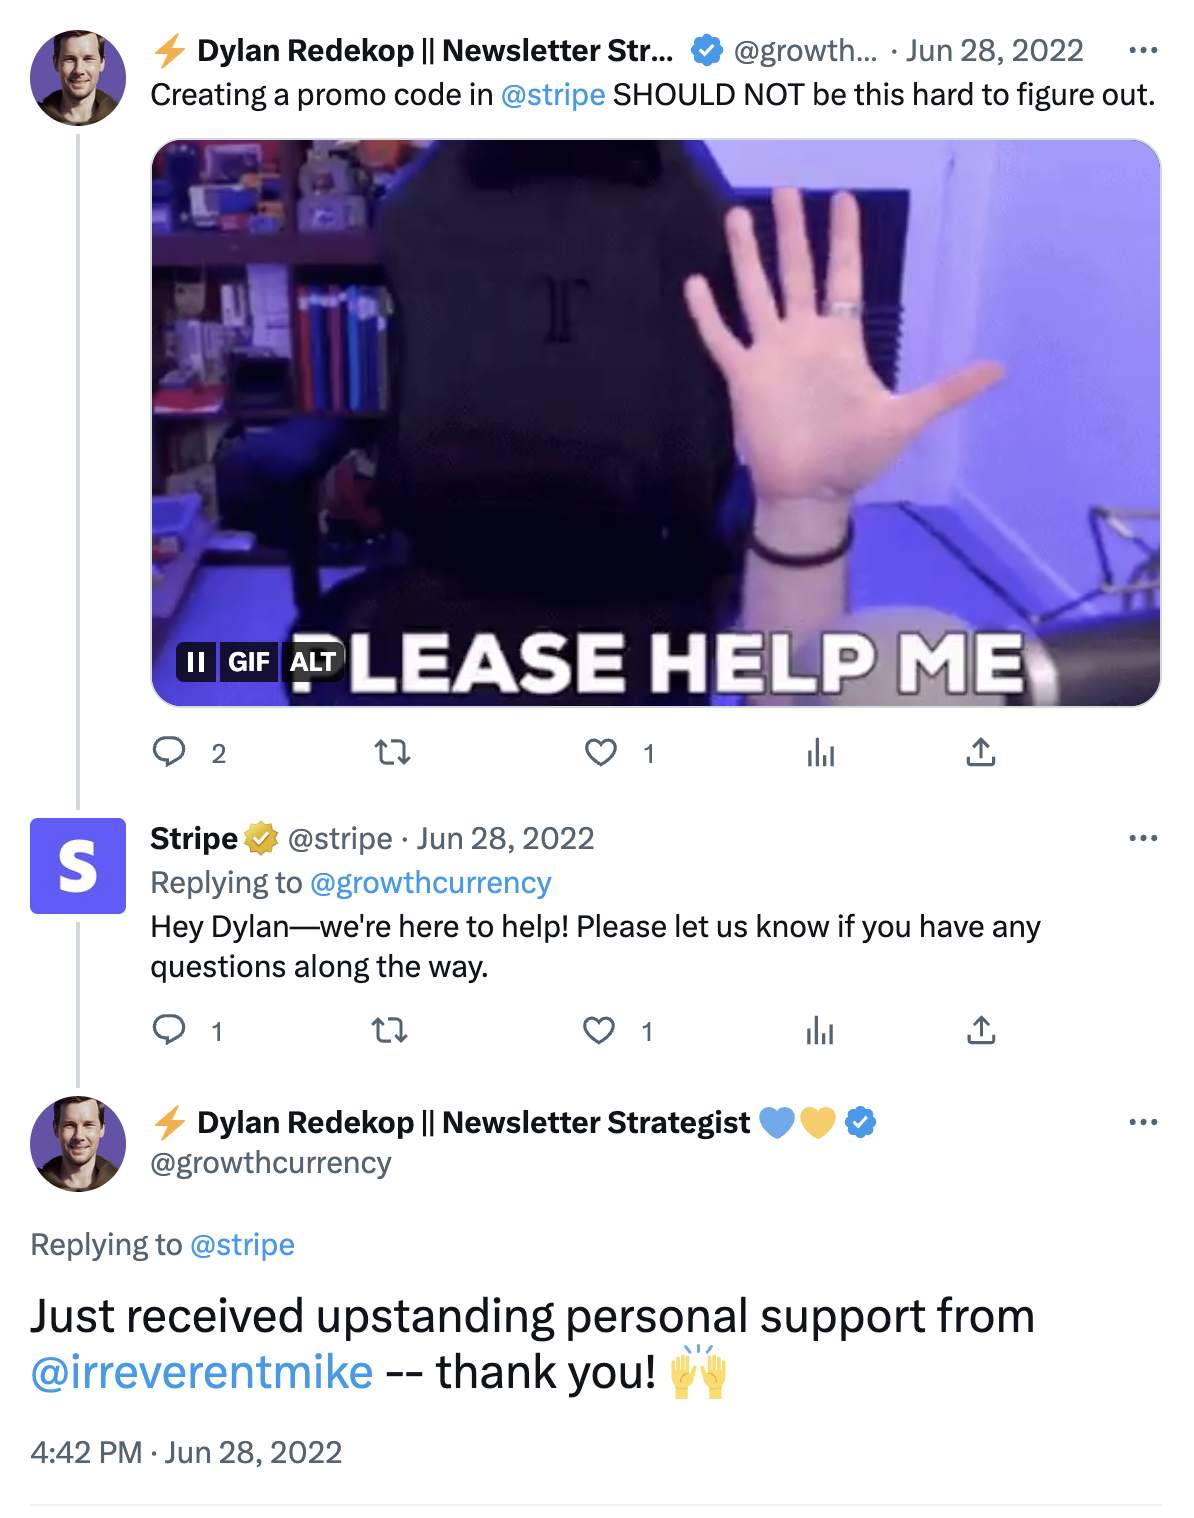 ⚡ Dylan Redekop || Newsletter Str... @growth... · Jun 28, 2022
Creating a promo code in @stripe SHOULD NOT be this hard to figure out.
T
GIF ALT
PLEASE HELP ME
2 1
S
Stripe @stripe · Jun 28, 2022
Replying to @growthcurrency
Hey Dylan—we're here to help! Please let us know if you have any
questions along the way.
1 1
⚡ Dylan Redekop || Newsletter Strategist 💙💛
@growthcurrency
Replying to @stripe
Just received upstanding personal support from
@irreverentmike -- thank you! 🙌
4:42 PM · Jun 28, 2022